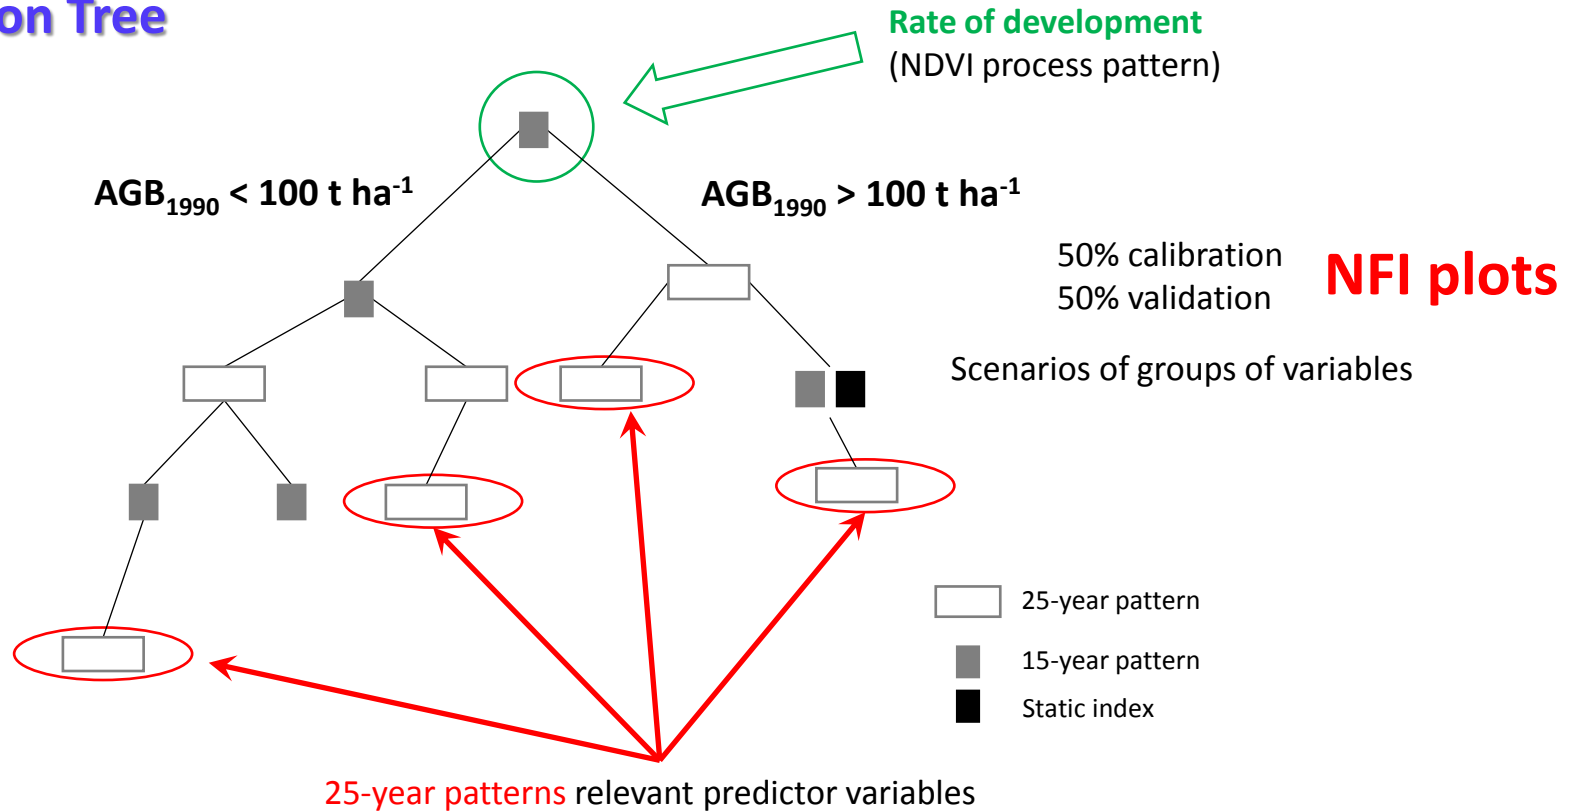 on Tree
Rate of development
(NDVI process pattern)
AGB1990 < 100 t ha-1
AGB1990 > 100 t ha-1
50% calibration
50% validation
NFI plots
Scenarios of groups of variables
25-year pattern
15-year pattern
Static index
25-year patterns relevant predictor variables